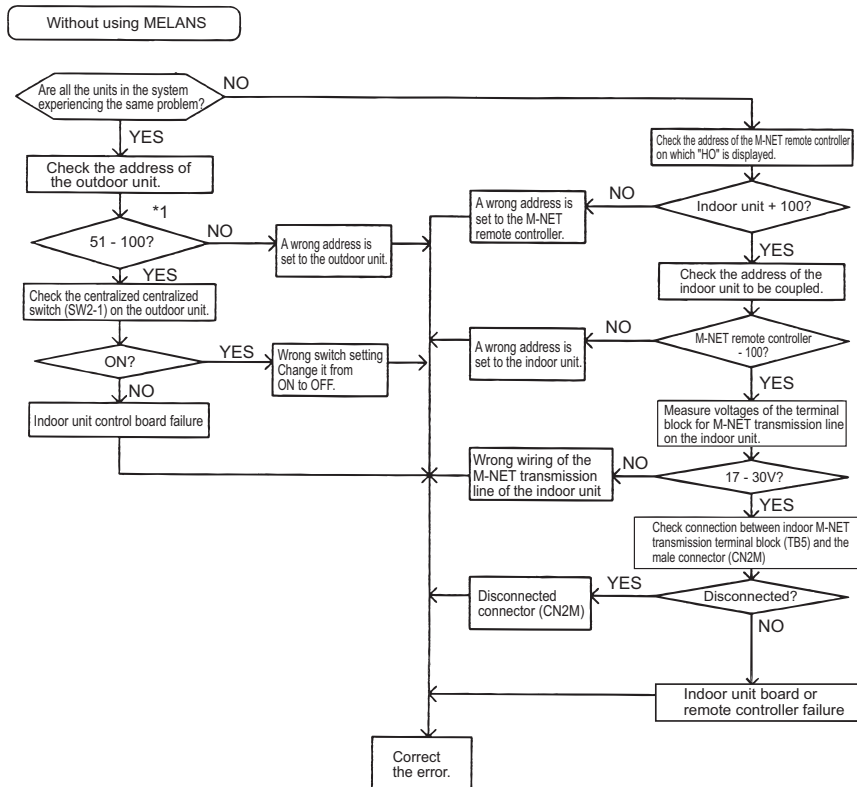 Without using MELANS
Are all the units in the system
experiencing the same problem?
NO
YES
Check the address of
the outdoor unit.
*1
51 - 100?
NO
A wrong address is
set to the outdoor unit.
YES
Check the centralized centralized
switch (SW2-1) on the outdoor unit.
ON?
YES
Wrong switch setting
Change it from
ON to OFF.
NO
Indoor unit control board failure
Check the address of the M-NET remote controller
on which "HO" is displayed.
Indoor unit + 100?
NO
A wrong address is
set to the M-NET
remote controller.
YES
Check the address of the
indoor unit to be coupled.
M-NET remote controller
- 100?
NO
A wrong address is
set to the indoor unit.
YES
Measure voltages of the terminal
block for M-NET transmission line
on the indoor unit.
17 - 30V?
NO
Wrong wiring of the
M-NET transmission
line of the indoor unit
YES
Check connection between indoor M-NET
transmission terminal block (TB5) and the
male connector (CN2M)
Disconnected?
YES
Disconnected
connector (CN2M)
NO
Indoor unit board or
remote controller failure
Correct
the error.